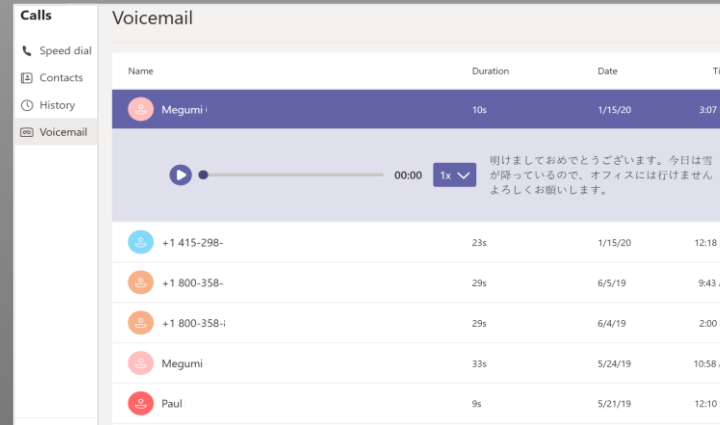 Calls
Voicemail
Speed dial
Contacts
History
Voicemail
Name Duration Date
Megumi 10s 1/15/20 3:07
00:00 1x 明けましておめでとうございます。今日は雪
が降っているので、オフィスには行けません
よろしくお願いします。
+1 415-298- 23s 1/15/20 12:18
+1 800-358- 29s 6/5/19 9:43
+1 800-358- 29s 6/4/19 2:00
Megumi 33s 5/24/19 10:58
Paul 9s 5/21/19 12:10